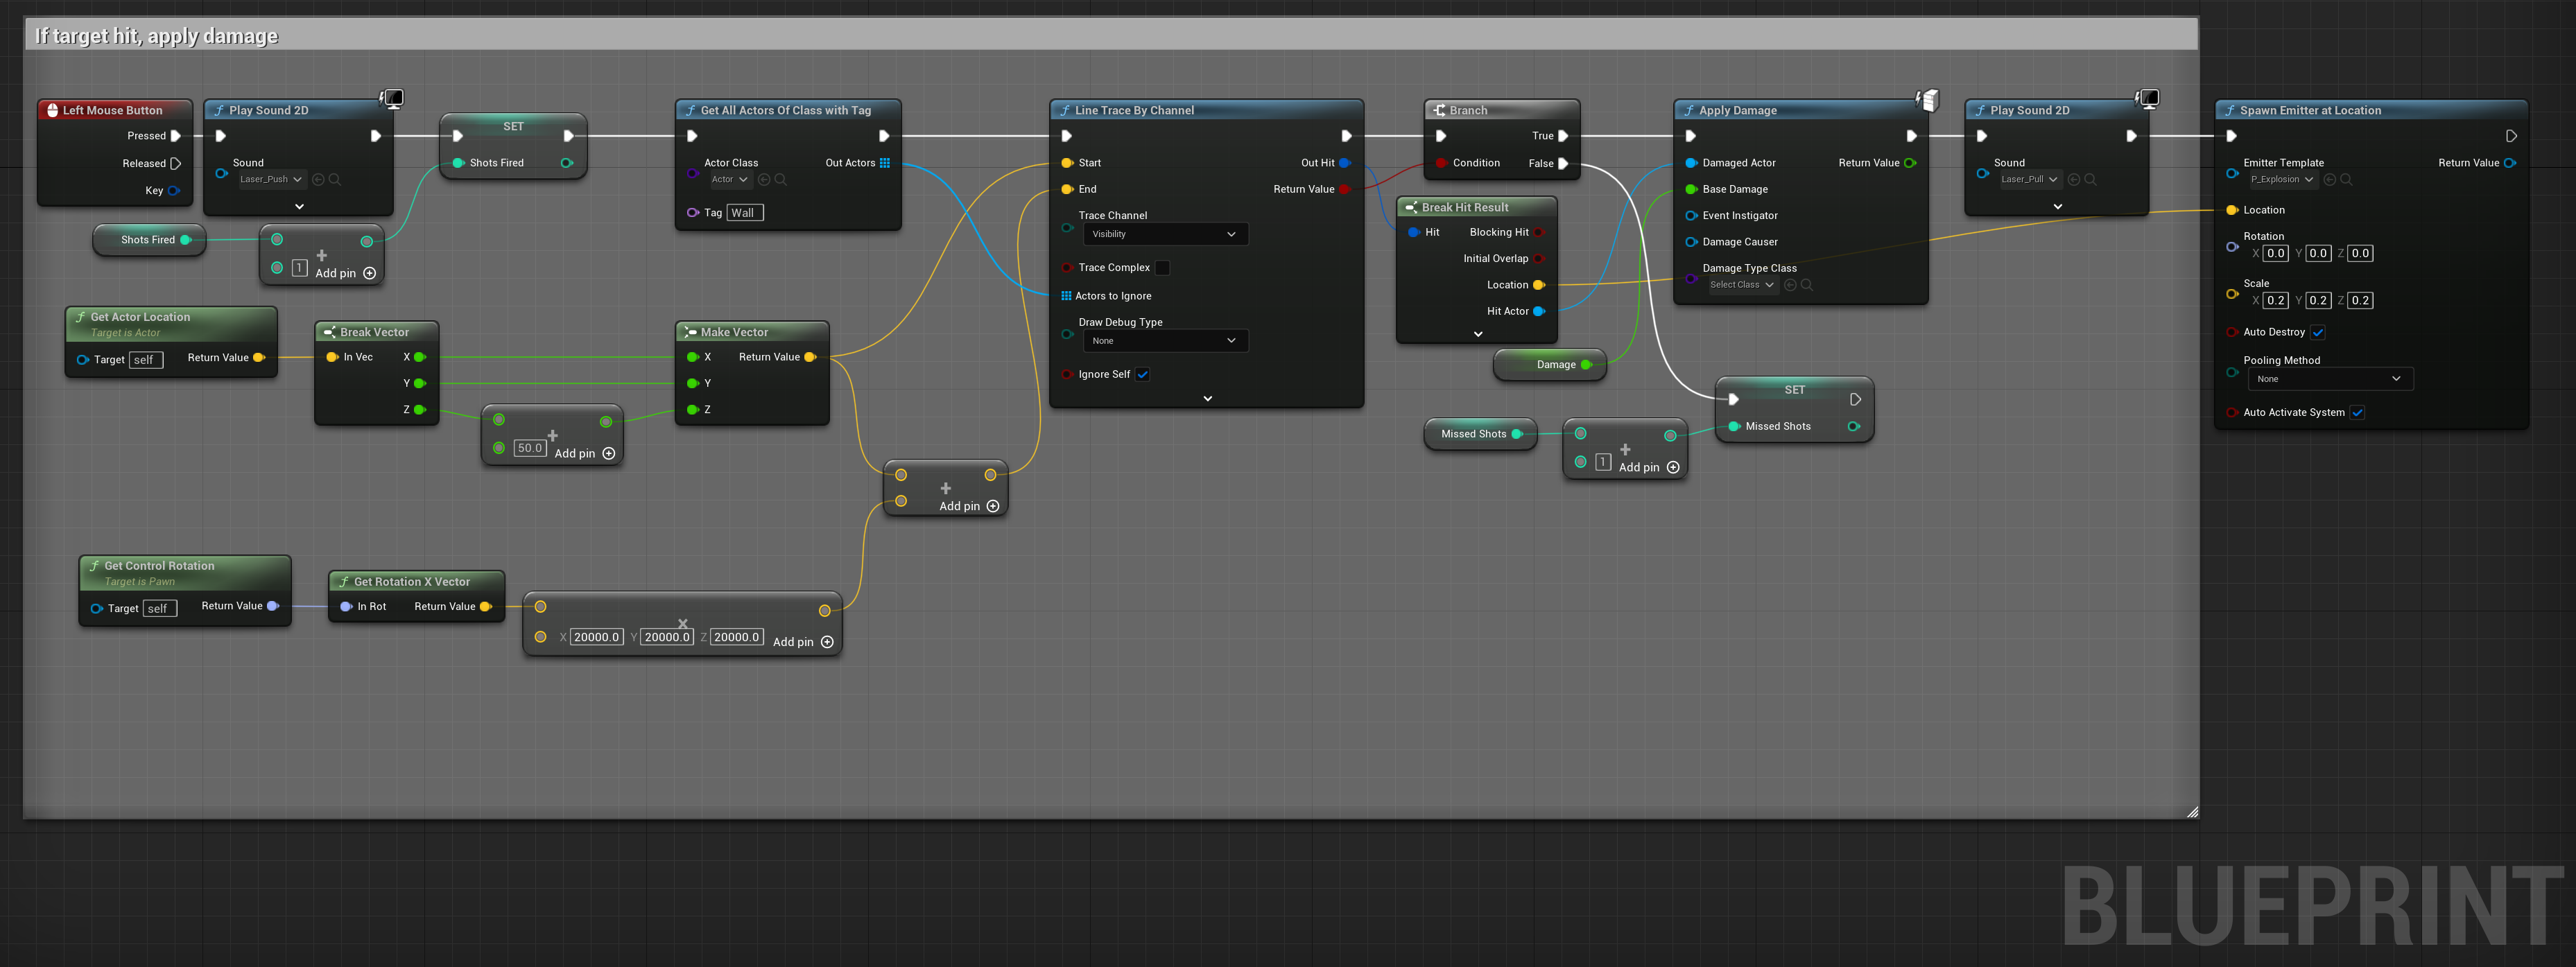 If target hit, apply damage
Left Mouse Button
Pressed
Released
Key
Play Sound 2D
Sound
Laser_Push
SET
Shots Fired
Shots Fired
1
Add pin
Get All Actors Of Class with Tag
Actor Class
Out Actors
Actor
Tag Wall
Line Trace By Channel
Start
Out Hit
End
Return Value
Trace Channel
Visibility
Trace Complex
Actors to Ignore
Draw Debug Type
None
Ignore Self
Branch
True
Condition
False
Break Hit Result
Hit
Blocking Hit
Initial Overlap
Location
Hit Actor
Damage
Apply Damage
Damaged Actor
Return Value
Base Damage
Event Instigator
Damage Causer
Damage Type Class
Select Class
Play Sound 2D
Sound
Laser_Pull
Spawn Emitter at Location
Emitter Template
Return Value
P_Explosion
Location
Rotation
X 0.0 Y 0.0 Z 0.0
Scale
X 0.2 Y 0.2 Z 0.2
Auto Destroy
Pooling Method
None
Auto Activate System
Get Actor Location
Target is Actor
Target self
Return Value
Break Vector
In Vec
X
Y
Z
50.0
Add pin
Make Vector
X
Return Value
Y
Z
Add pin
Missed Shots
1
Add pin
SET
Missed Shots
Get Control Rotation
Target is Pawn
Target self
Return Value
Get Rotation X Vector
In Rot
Return Value
X 20000.0 Y 20000.0 Z 20000.0
Add pin
BLUEPRINT